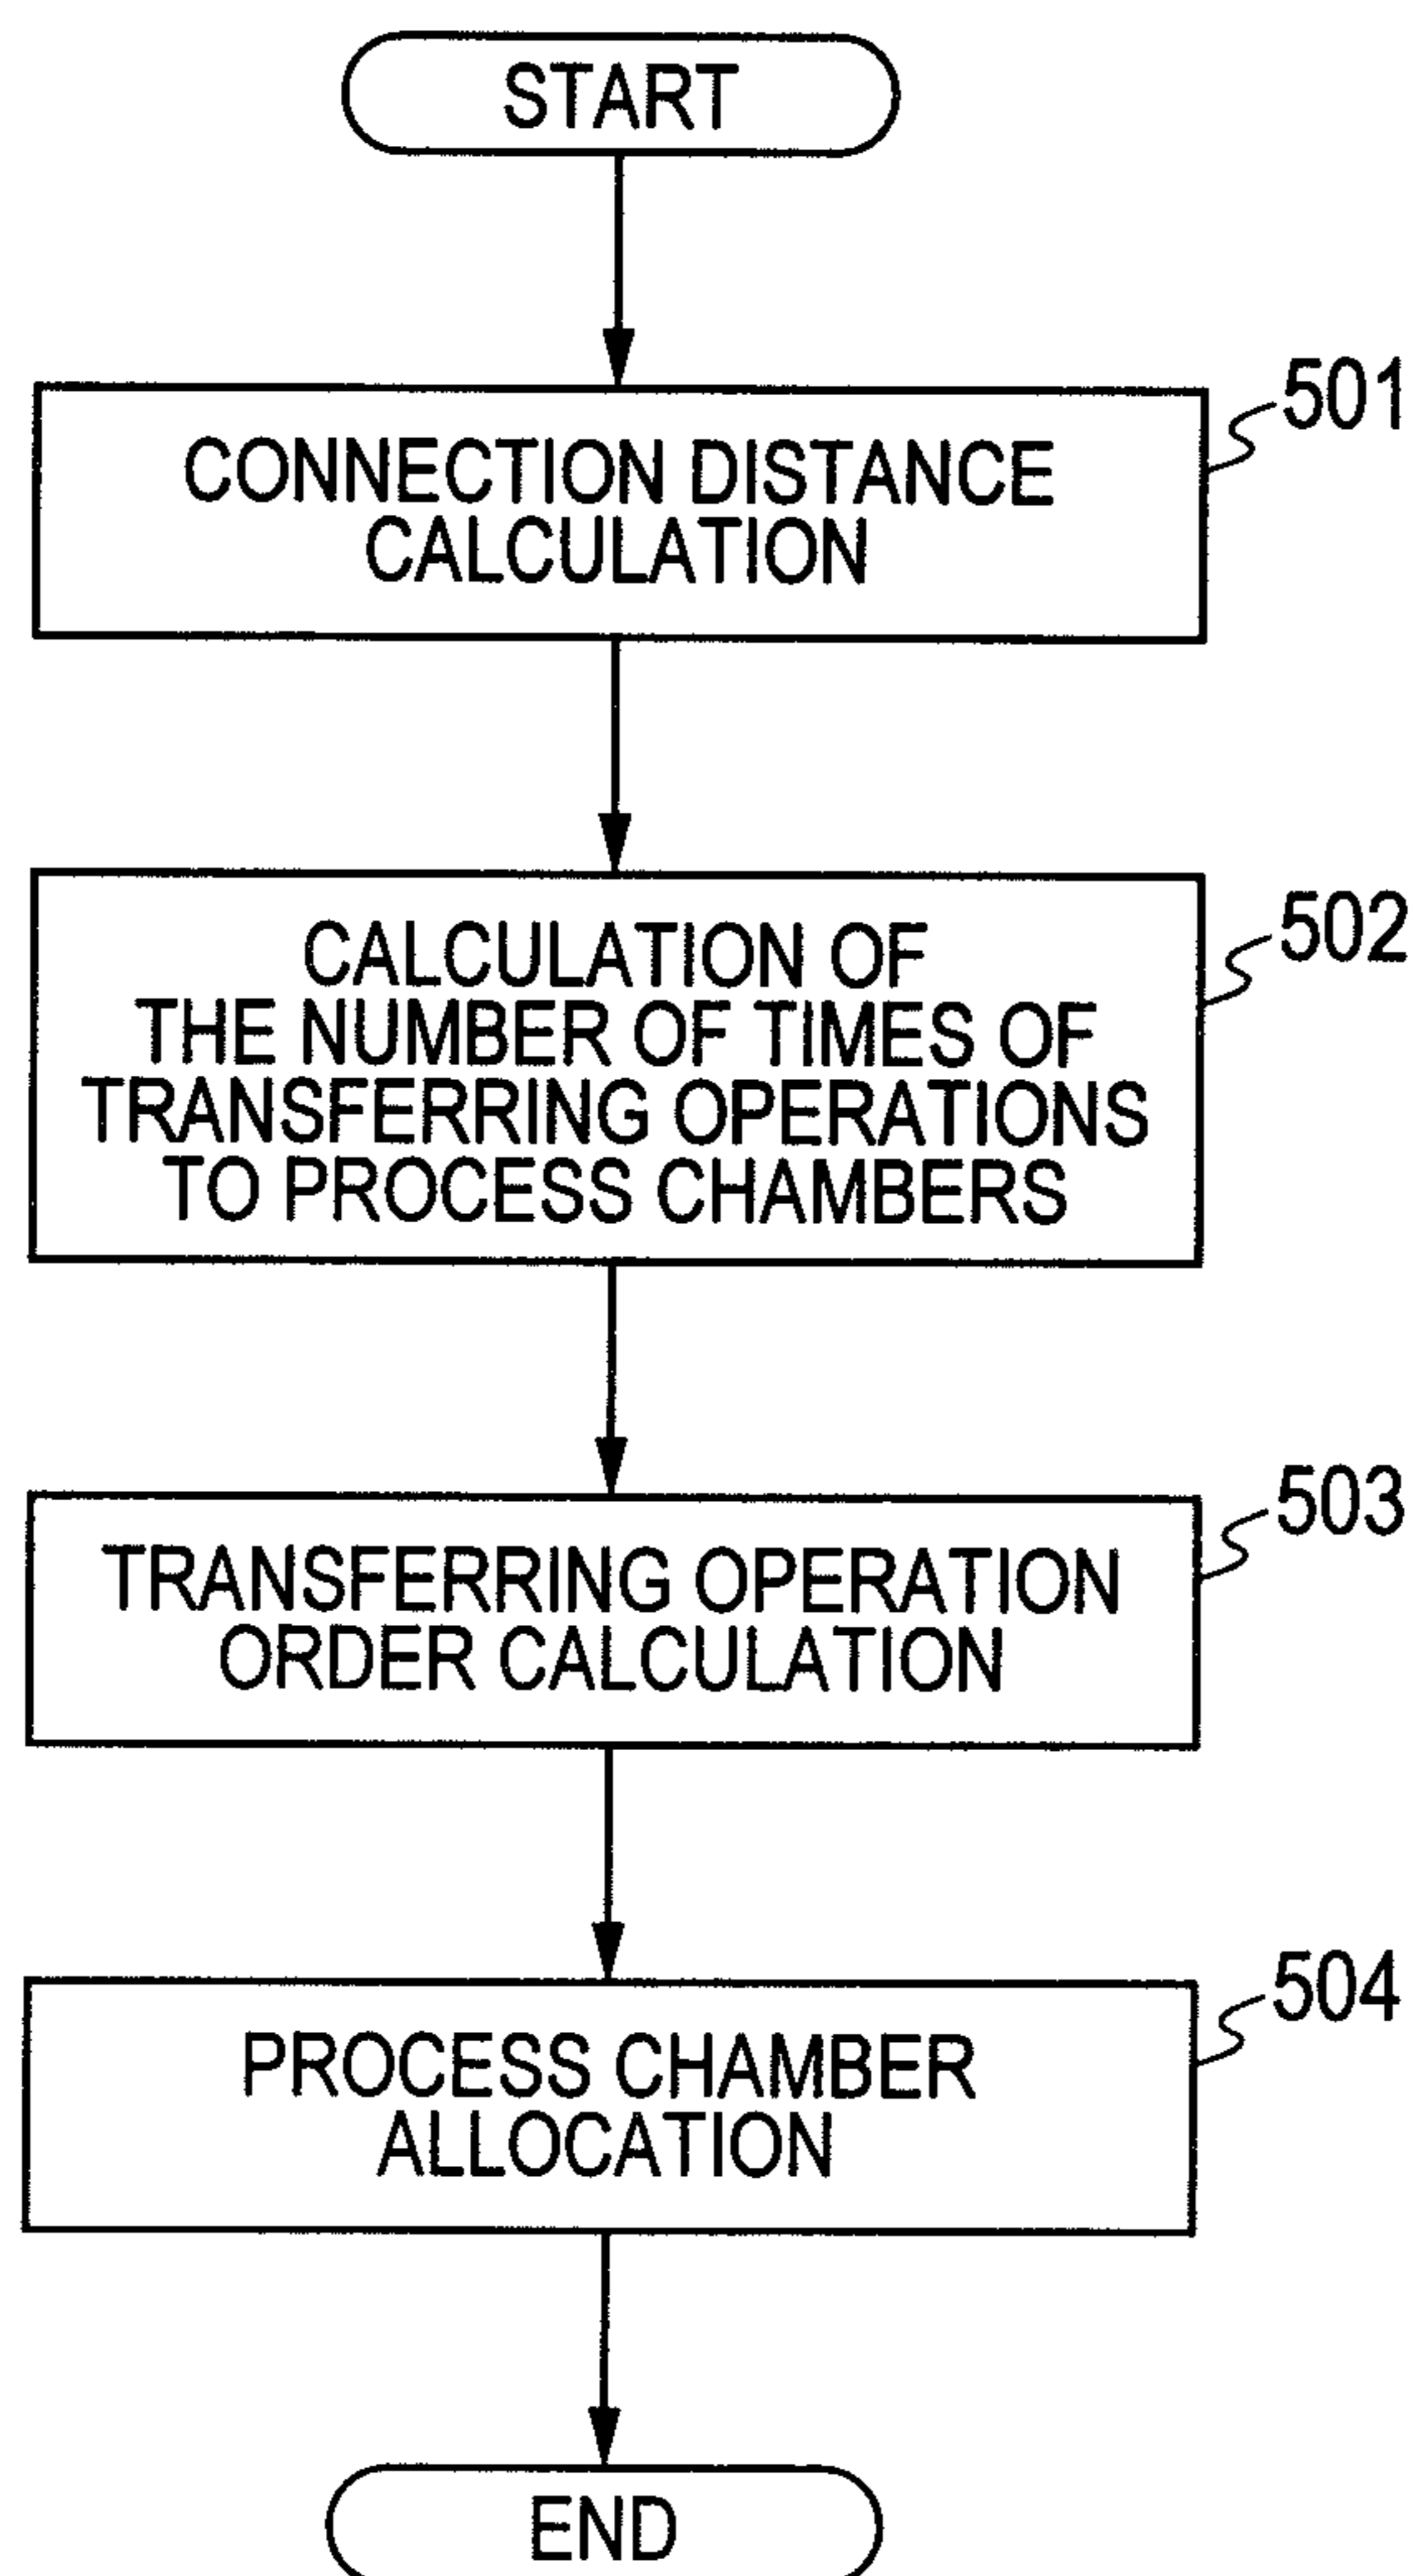 START
501
CONNECTION DISTANCE
CALCULATION
502
CALCULATION OF
THE NUMBER OF TIMES OF
TRANSFERRING OPERATIONS
TO PROCESS CHAMBERS
503
TRANSFERRING OPERATION
ORDER CALCULATION
504
PROCESS CHAMBER
ALLOCATION
END